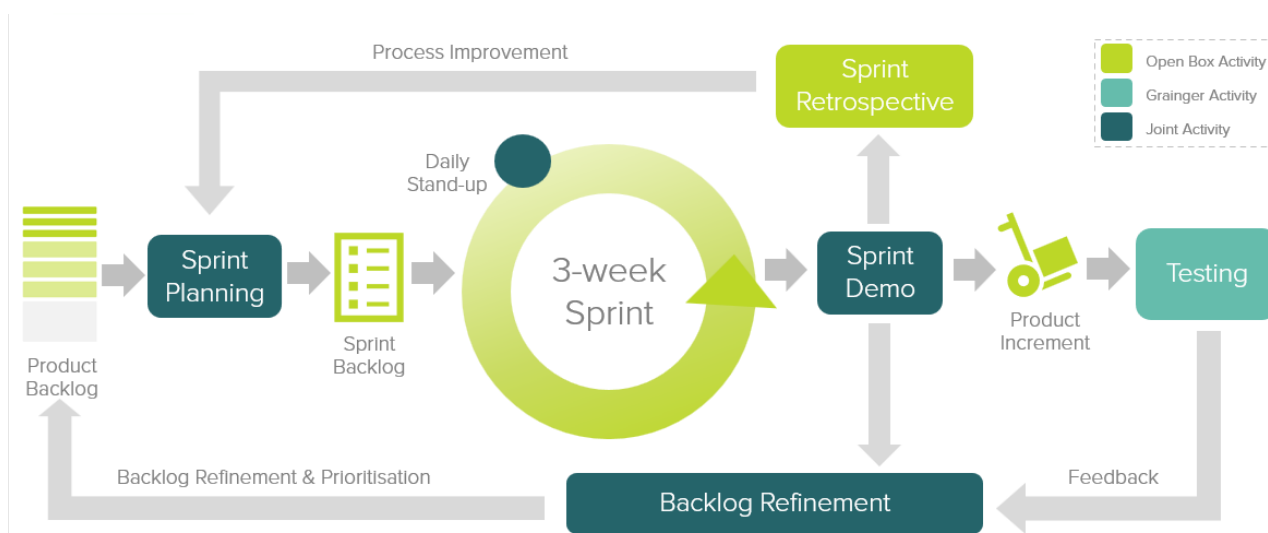 Process Improvement
Sprint
Retrospective
Open Box Activity
Grainger Activity
Joint Activity
Daily
Stand-up
Sprint
Planning
3-week
Sprint
Sprint
Demo
Testing
Product
Backlog
Sprint
Backlog
Product
Increment
Backlog Refinement & Prioritisation
Backlog Refinement
Feedback